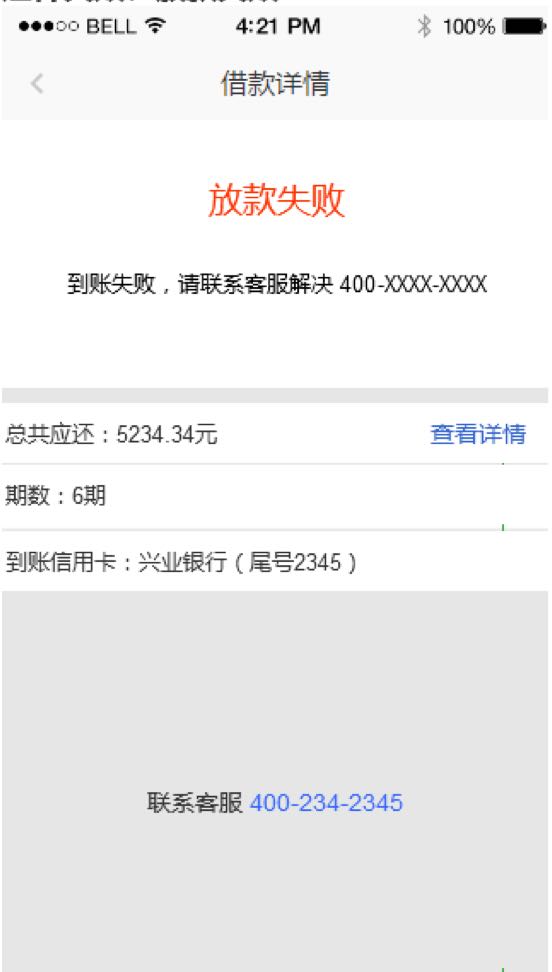 BELL 4:21 PM 100%
借款详情
放款失败
到账失败，请联系客服解决 400-XXXX-XXXX
总共应还：5234.34元 查看详情
期数：6期
到账信用卡：兴业银行（尾号2345）
联系客服 400-234-2345